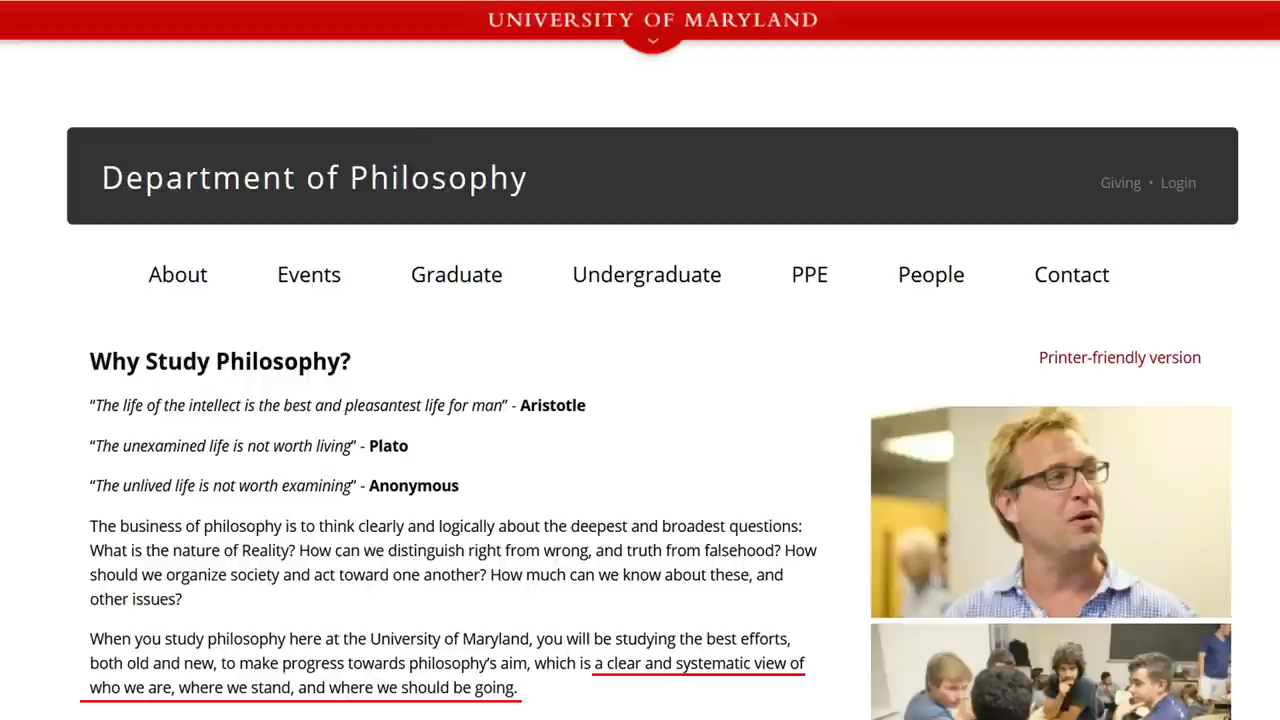 UNIVERSITY OF MARYLAND
Department of Philosophy
Giving • Login
About Events Graduate Undergraduate PPE People Contact
Why Study Philosophy?
Printer-friendly version
“The life of the intellect is the best and pleasantest life for man” - Aristotle
“The unexamined life is not worth living” - Plato
“The unlived life is not worth examining” - Anonymous
The business of philosophy is to think clearly and logically about the deepest and broadest questions:
What is the nature of Reality? How can we distinguish right from wrong, and truth from falsehood? How
should we organize society and act toward one another? How much can we know about these, and
other issues?
When you study philosophy here at the University of Maryland, you will be studying the best efforts,
both old and new, to make progress towards philosophy’s aim, which is a clear and systematic view of
who we are, where we stand, and where we should be going.